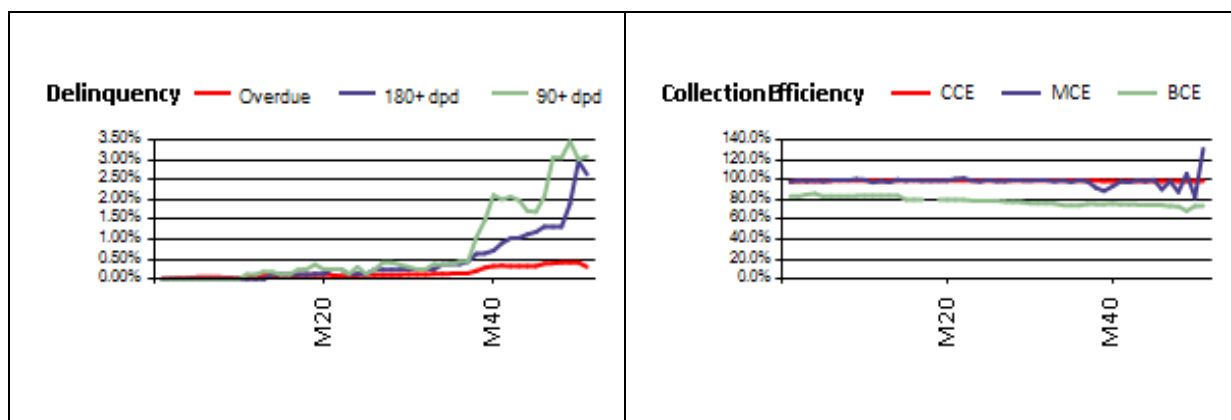 Delinquency Overdue 180+ dpd 90+ dpd
3.50%
3.00%
2.50%
2.00%
1.50%
1.00%
0.50%
0.00%
M20
M40
Collection Efficiency CCE MCE BCE
140.0%
120.0%
100.0%
80.0%
60.0%
40.0%
20.0%
0.0%
M20
M40